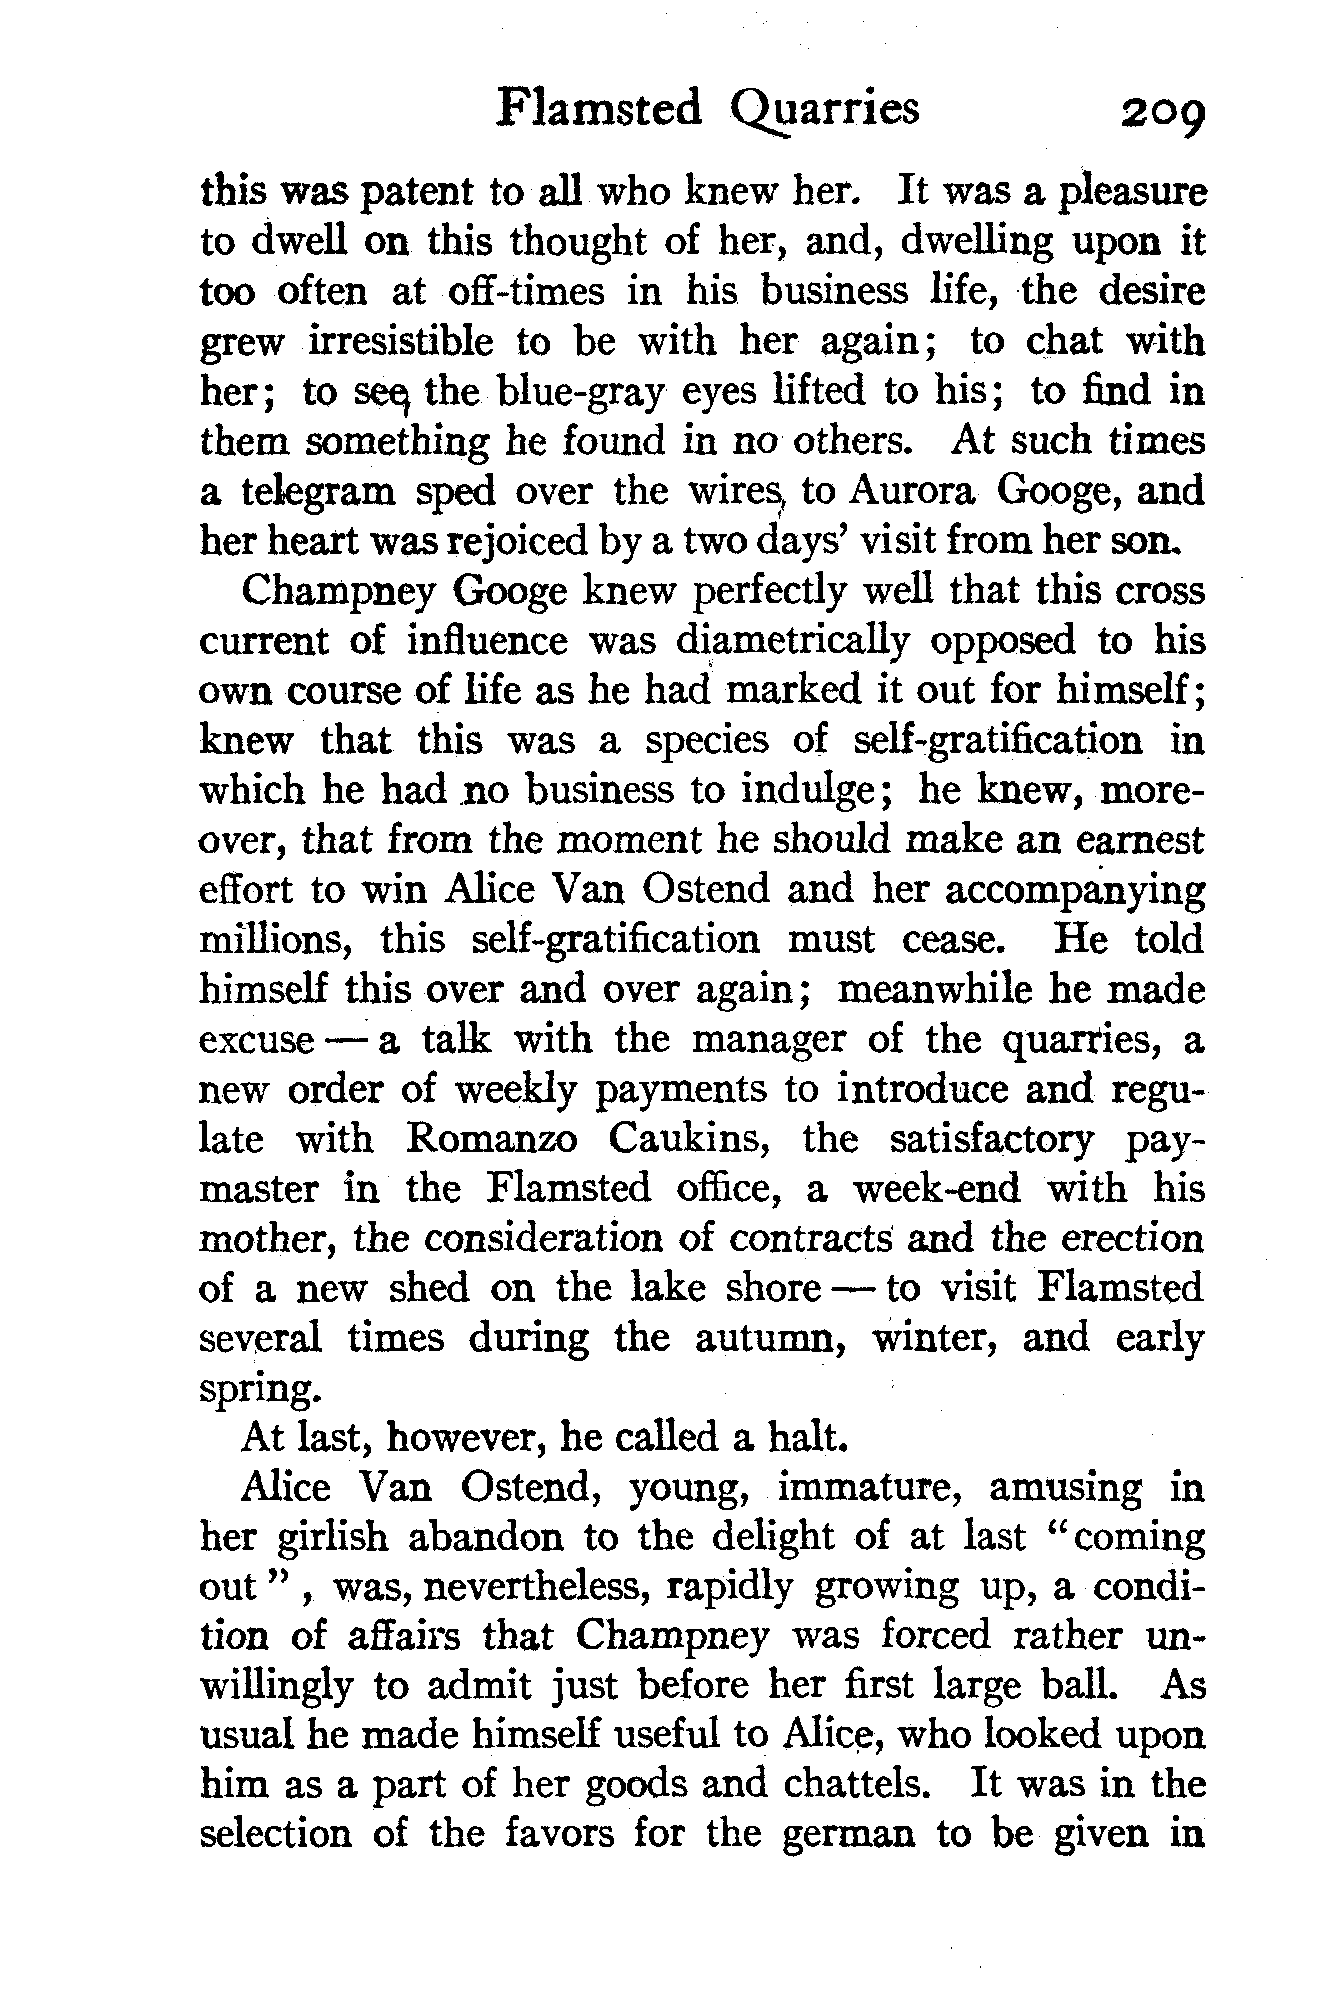 Flamsted Quarries 209
this was patent to all who knew her. It was a pleasure
to dwell on this thought of her, and, dwelling upon it
too often at off-times in his business life, the desire
grew irresistible to be with her again; to chat with
her; to see the blue-gray eyes lifted to his; to find in
them something he found in no others. At such times
a telegram sped over the wires, to Aurora Googe, and
her heart was rejoiced by a two days' visit from her son.
Champney Googe knew perfectly well that this cross
current of influence was diametrically opposed to his
own course of life as he had marked it out for himself;
knew that this was a species of self-gratification in
which he had no business to indulge; he knew, more-
over, that from the moment he should make an earnest
effort to win Alice Van Ostend and her accompanying
millions, this self-gratification must cease. He told
himself this over and over again; meanwhile he made
excuse — a talk with the manager of the quarries, a
new order of weekly payments to introduce and regu-
late with Romanzo Caukins, the satisfactory pay-
master in the Flamsted office, a week-end with his
mother, the consideration of contracts and the erection
of a new shed on the lake shore — to visit Flamsted
several times during the autumn, winter, and early
spring.
At last, however, he called a halt.
Alice Van Ostend, young, immature, amusing in
her girlish abandon to the delight of at last "coming
out", was, nevertheless, rapidly growing up, a condi-
tion of affairs that Champney was forced rather un-
willingly to admit just before her first large ball. As
usual he made himself useful to Alice, who looked upon
him as a part of her goods and chattels. It was in the
selection of the favors for the german to be given in